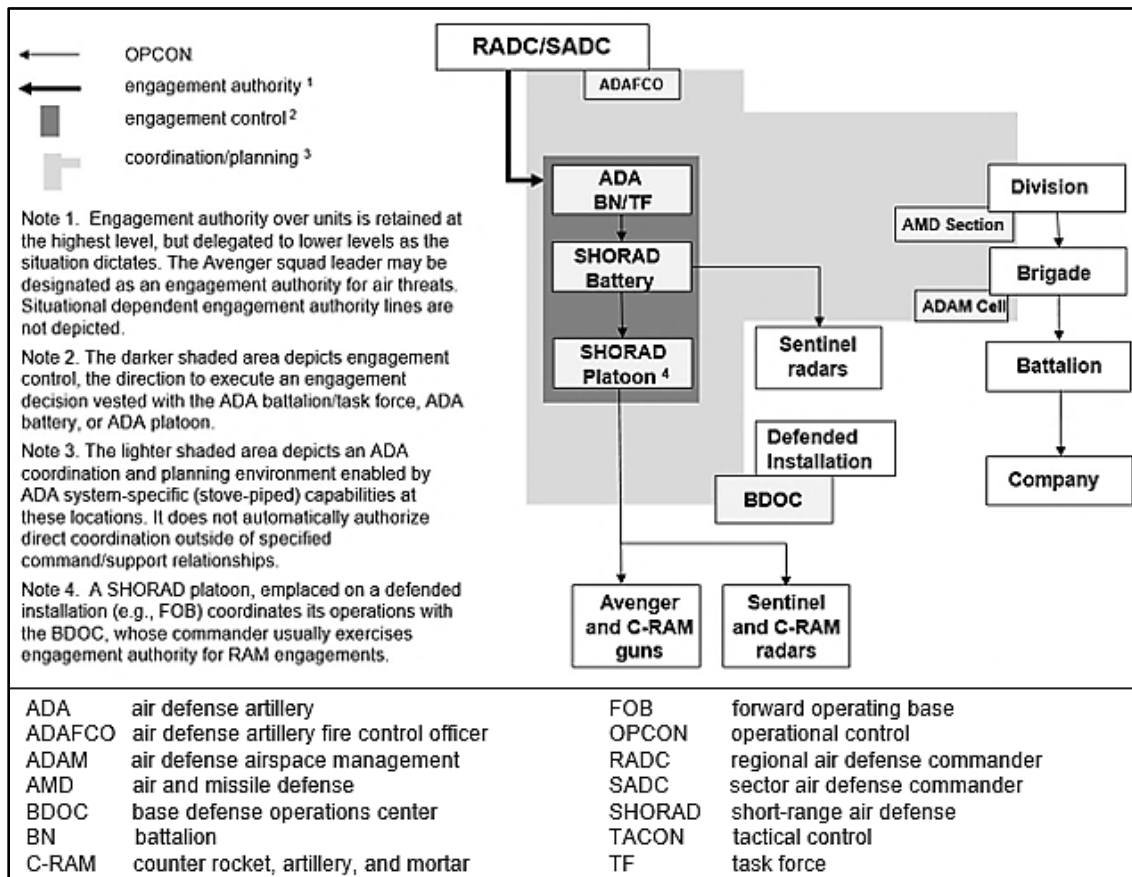 OPCON
engagement authority 1
engagement control 2
coordination/planning 3
Note 1. Engagement authority over units is retained at
the highest level, but delegated to lower levels as the
situation dictates. The Avenger squad leader may be
designated as an engagement authority for air threats.
Situational dependent engagement authority lines are
not depicted.
Note 2. The darker shaded area depicts engagement
control, the direction to execute an engagement
decision vested with the ADA battalion/task force, ADA
battery, or ADA platoon.
Note 3. The lighter shaded area depicts an ADA
coordination and planning environment enabled by
ADA system-specific (stove-piped) capabilities at
these locations. It does not automatically authorize
direct coordination outside of specified
command/support relationships.
Note 4. A SHORAD platoon, emplaced on a defended
installation (e.g., FOB) coordinates its operations with
the BDOC, whose commander usually exercises
engagement authority for RAM engagements.
RADC/SADC
ADAFCO
ADA
BN/TF
SHORAD
Battery
SHORAD
Platoon 4
Sentinel
radars
Defended
Installation
BDOC
Avenger
and C-RAM
guns
Sentinel
and C-RAM
radars
Division
AMD Section
Brigade
ADAM Cell
Battalion
Company
ADA air defense artillery
ADAFCO air defense artillery fire control officer
ADAM air defense airspace management
AMD air and missile defense
BDOC base defense operations center
BN battalion
C-RAM counter rocket, artillery, and mortar
FOB forward operating base
OPCON operational control
RADC regional air defense commander
SADC sector air defense commander
SHORAD short-range air defense
TACON tactical control
TF task force